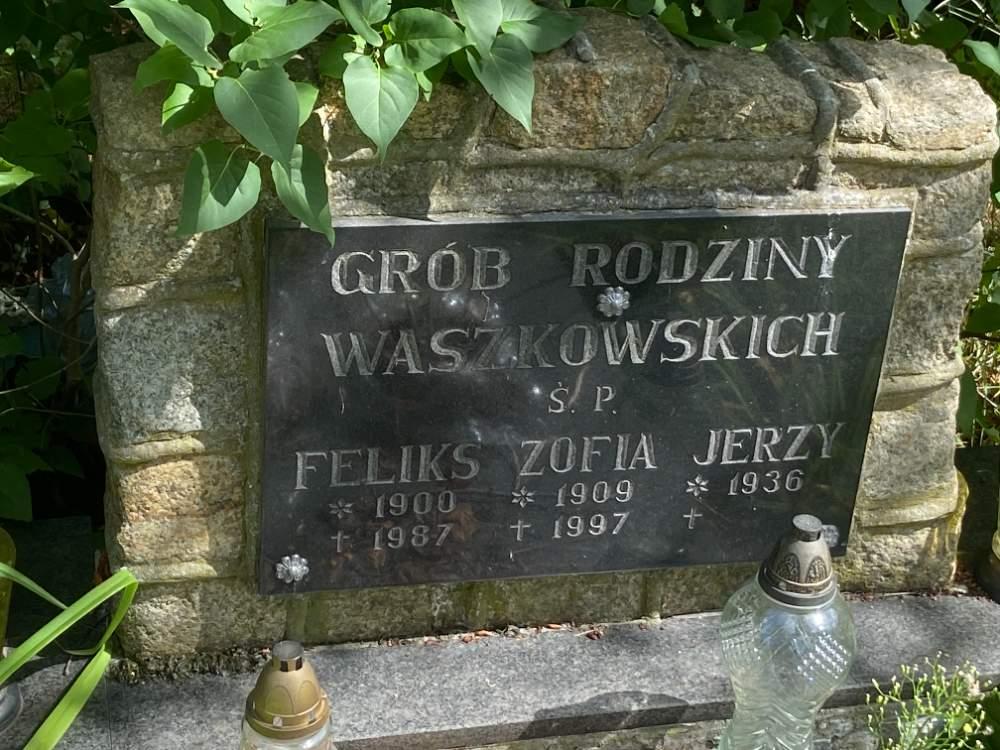 GRÓB RODZINY
WASZKOWSKICH
Ś. P.
FELIKS ZOFIA JERZY
* 1900 * 1909 * 1936
† 1987 † 1997 †